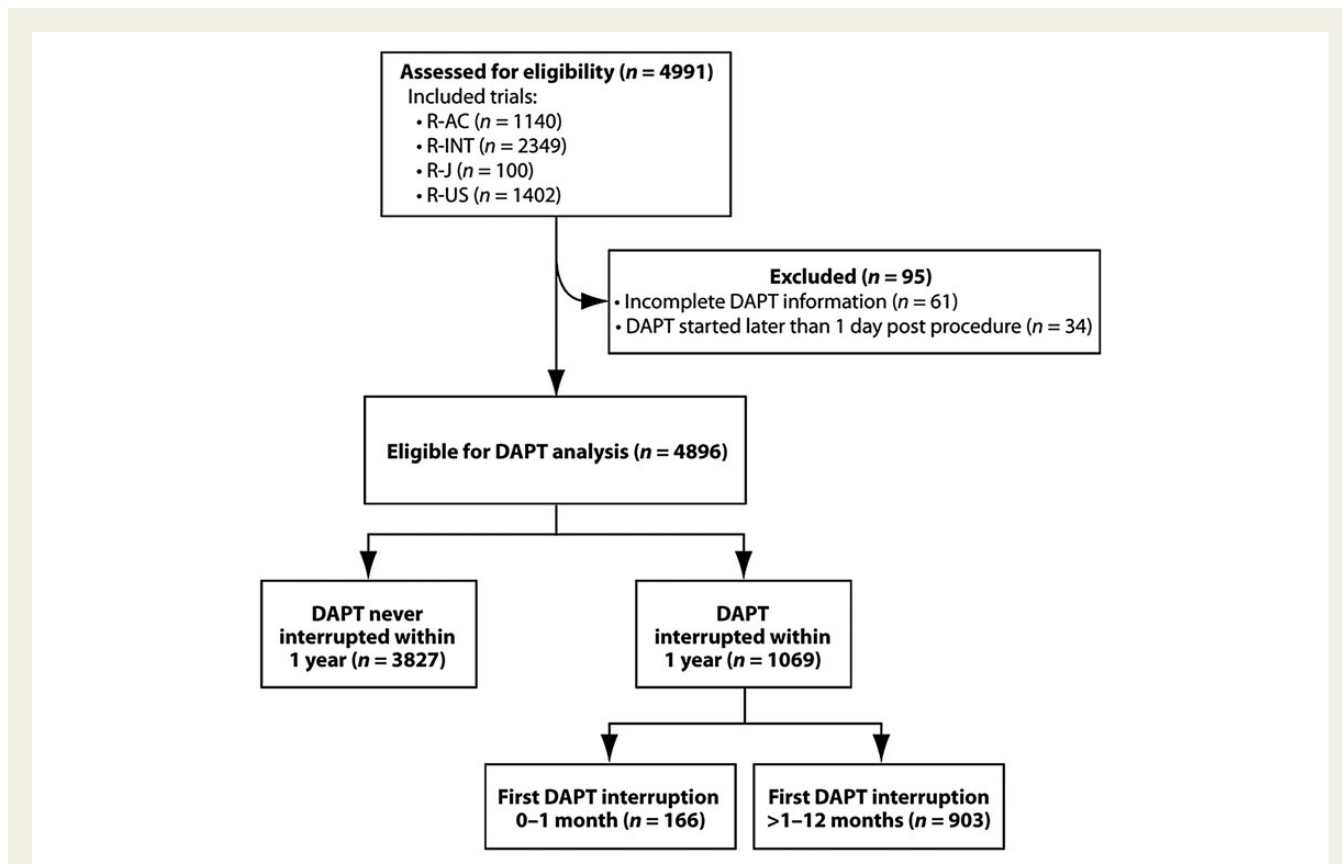 Assessed for eligibility (n = 4991)
Included trials:
• R-AC (n = 1140)
• R-INT (n = 2349)
• R-J (n = 100)
• R-US (n = 1402)
Excluded (n = 95)
• Incomplete DAPT information (n = 61)
• DAPT started later than 1 day post procedure (n = 34)
Eligible for DAPT analysis (n = 4896)
DAPT never
interrupted within
1 year (n = 3827)
DAPT
interrupted within
1 year (n = 1069)
First DAPT interruption
0–1 month (n = 166)
First DAPT interruption
>1–12 months (n = 903)